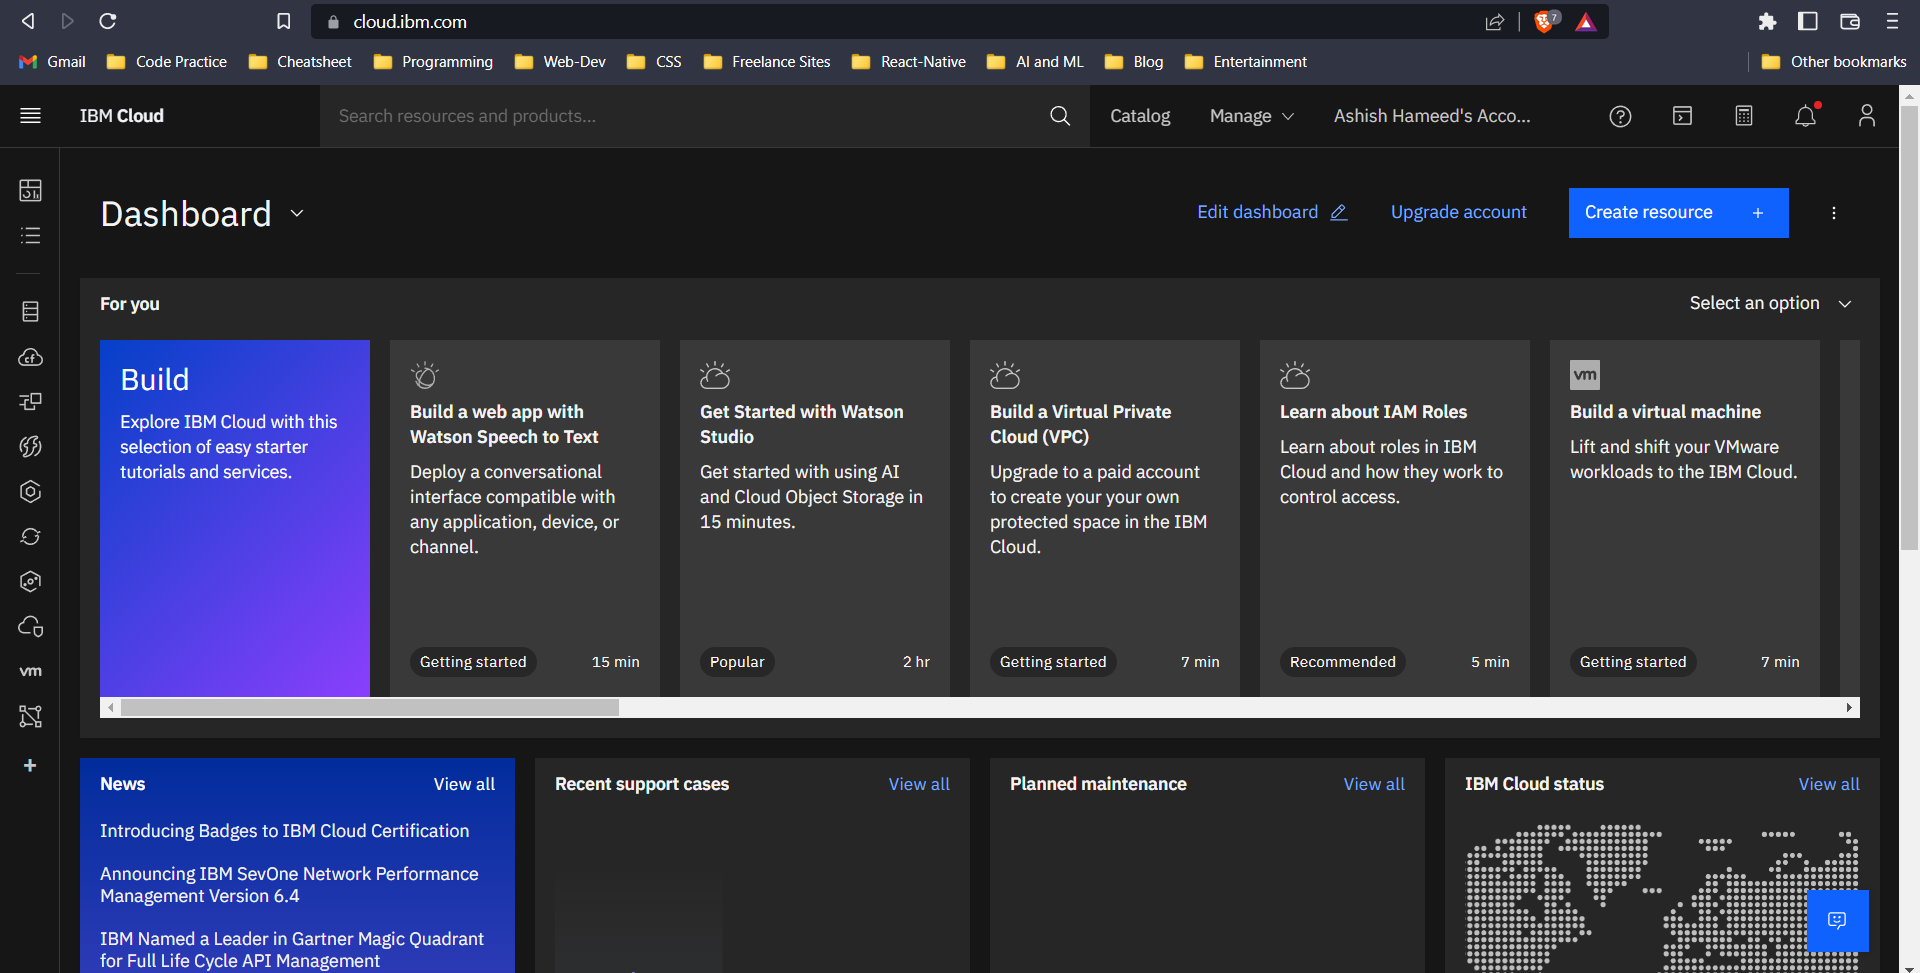 cloud.ibm.com
7
Gmail
Code Practice
Cheatsheet
Programming
Web-Dev
CSS
Freelance Sites
React-Native
AI and ML
Blog
Entertainment
Other bookmarks
IBM Cloud
Search resources and products...
Catalog
Manage
Ashish Hameed's Acco...
Dashboard
Edit dashboard
Upgrade account
Create resource +
For you
Select an option
Build
Explore IBM Cloud with this
selection of easy starter
tutorials and services.
Build a web app with
Watson Speech to Text
Deploy a conversational
interface compatible with
any application, device, or
channel.
Getting started
15 min
Get Started with Watson
Studio
Get started with using AI
and Cloud Object Storage in
15 minutes.
Popular
2 hr
Build a Virtual Private
Cloud (VPC)
Upgrade to a paid account
to create your your own
protected space in the IBM
Cloud.
Getting started
7 min
Learn about IAM Roles
Learn about roles in IBM
Cloud and how they work to
control access.
Recommended
5 min
vm
Build a virtual machine
Lift and shift your VMware
workloads to the IBM Cloud.
Getting started
7 min
cf
vm
News
View all
Introducing Badges to IBM Cloud Certification
Announcing IBM SevOne Network Performance
Management Version 6.4
IBM Named a Leader in Gartner Magic Quadrant
for Full Life Cycle API Management
Recent support cases
View all
Planned maintenance
View all
IBM Cloud status
View all